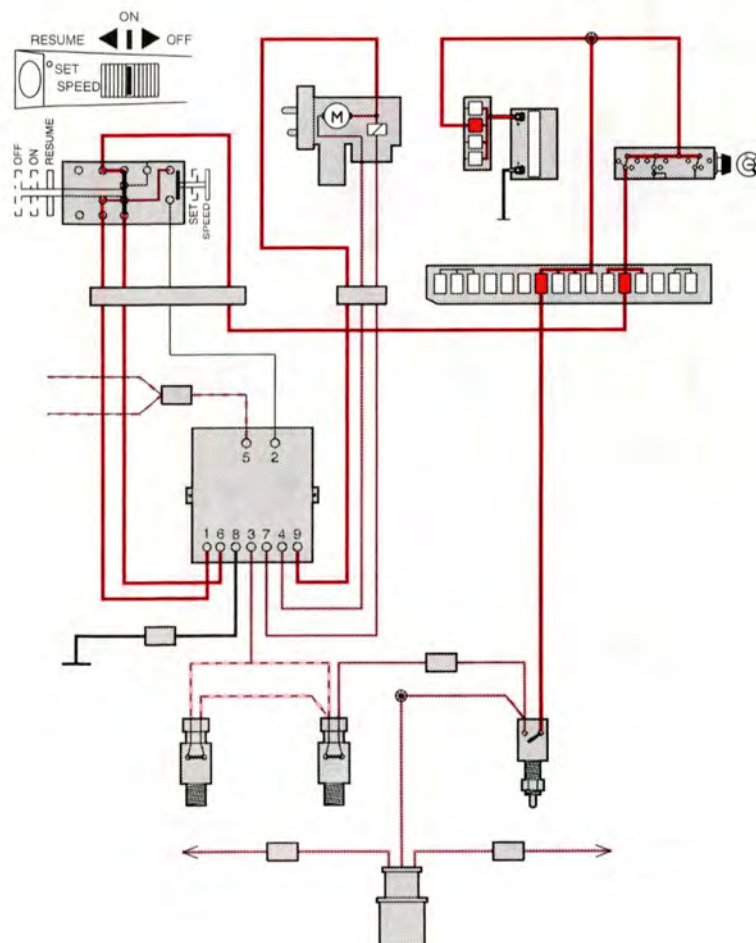 ON
RESUME OFF
SET
SPEED
OFF
ON
RESUME
SET
SPEED
M
5 2
1 6 8 3 7 4 9